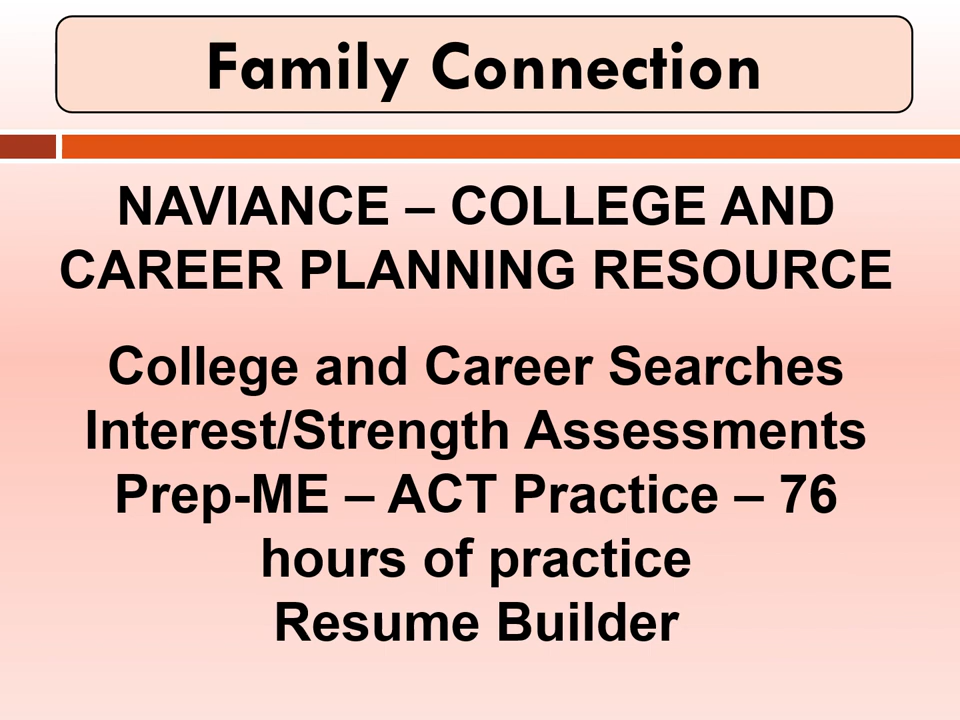 Family Connection
NAVIANCE – COLLEGE AND
CAREER PLANNING RESOURCE
College and Career Searches
Interest/Strength Assessments
Prep-ME – ACT Practice – 76
hours of practice
Resume Builder